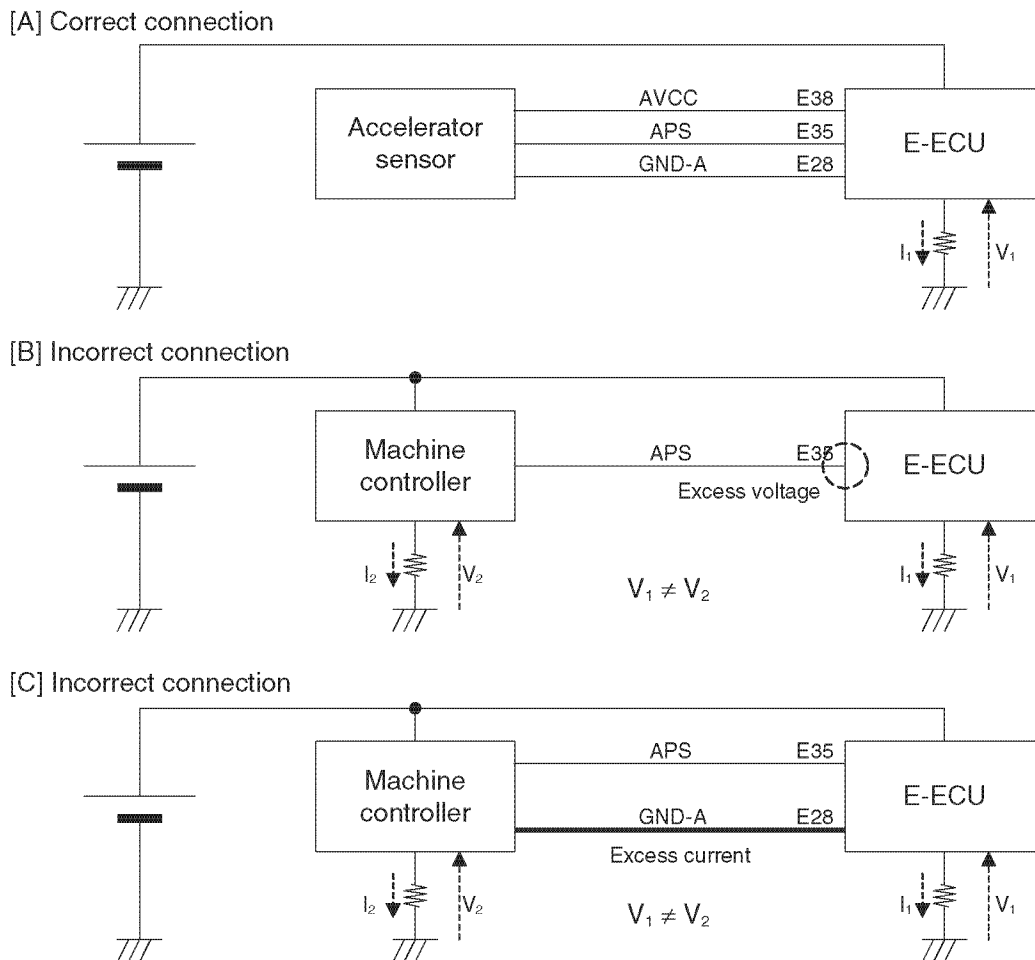 [A] Correct connection
Accelerator
sensor
AVCC E38
APS E35
GND-A E28
E-ECU
I₁ V₁
[B] Incorrect connection
Machine
controller
APS E35
Excess voltage
E-ECU
I₂ V₂
V₁ ≠ V₂
I₁ V₁
[C] Incorrect connection
Machine
controller
APS E35
GND-A E28
Excess current
E-ECU
I₂ V₂
V₁ ≠ V₂
I₁ V₁